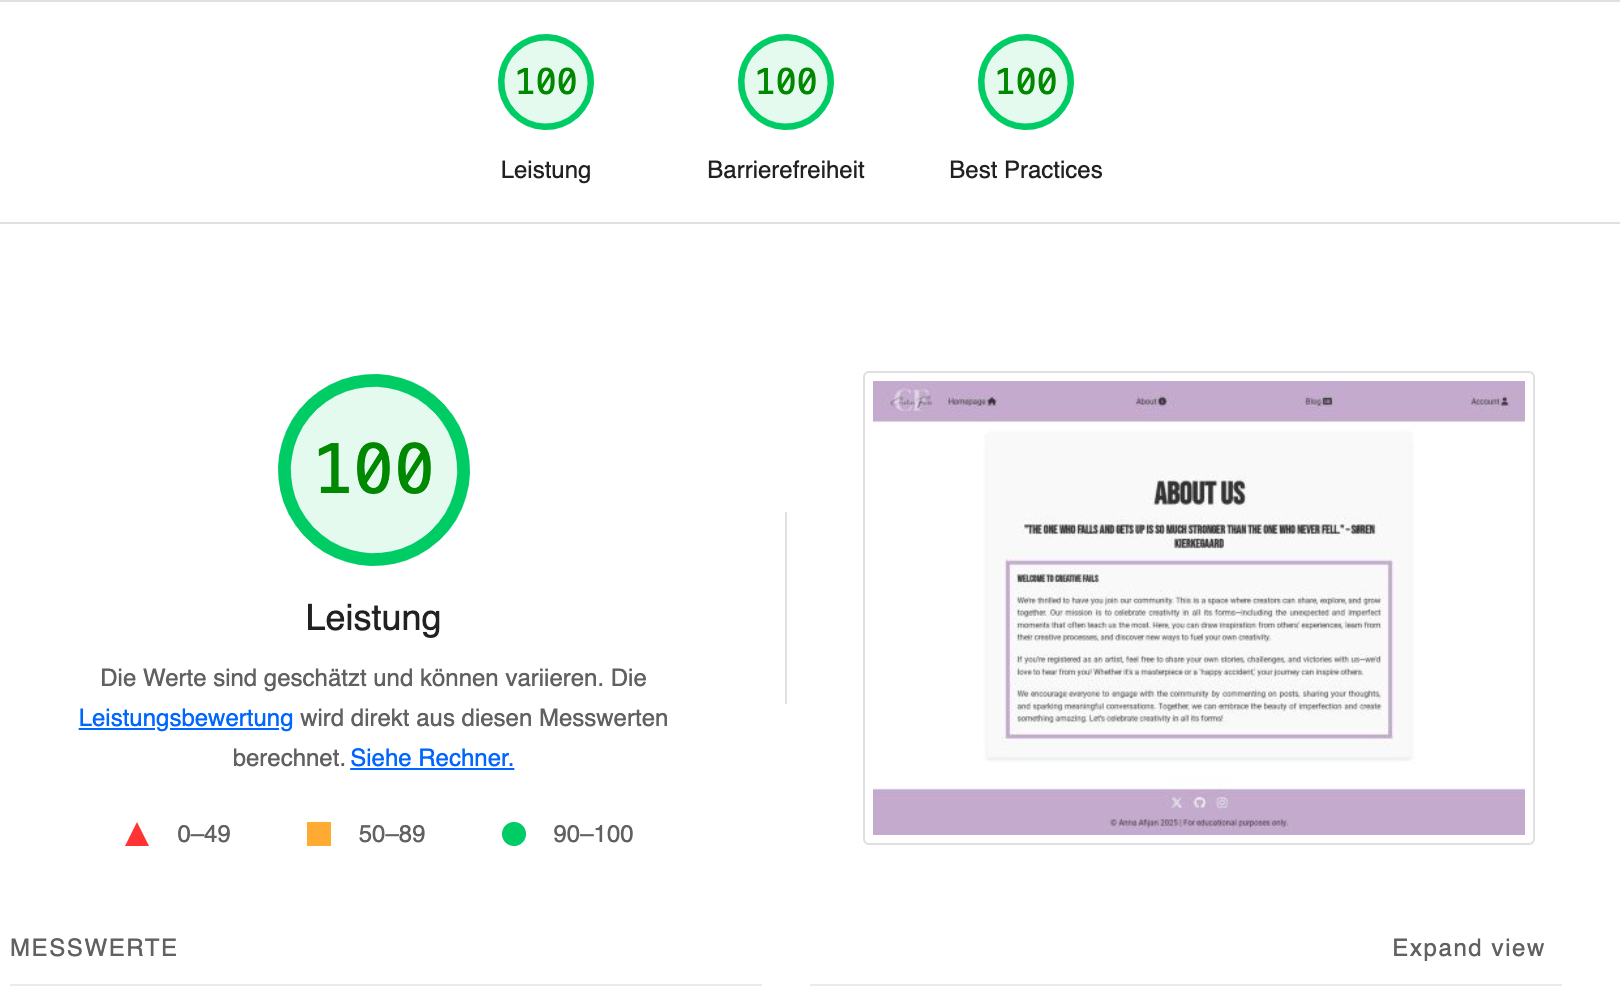 100
100
100
Leistung
Barrierefreiheit
Best Practices
100
Leistung
Die Werte sind geschätzt und können variieren. Die
Leistungsbewertung wird direkt aus diesen Messwerten
berechnet. Siehe Rechner.
0–49
50–89
90–100
Homepage
About
Blog
Account
ABOUT US
"THE ONE WHO FALLS AND GETS UP IS SO MUCH STRONGER THAN THE ONE WHO NEVER FELL." – SØREN
KIERKEGAARD
WELCOME TO CREATIVE FAILS
We're thrilled to have you join our community. This is a space where creators can share, explore, and grow
together. Our mission is to celebrate creativity in all its forms—including the unexpected and imperfect
moments that often teach us the most. Here, you can draw inspiration from others' experiences, learn from
their creative processes, and discover new ways to fuel your own creativity.
If you're registered as an artist, feel free to share your own stories, challenges, and victories with us—we'd
love to hear from you! Whether it's a masterpiece or a 'happy accident,' your journey can inspire others.
We encourage everyone to engage with the community by commenting on posts, sharing your thoughts,
and sparking meaningful conversations. Together, we can embrace the beauty of imperfection and create
something amazing. Let's celebrate creativity in all its forms!
© Anna Afijan 2025 | For educational purposes only.
MESSWERTE
Expand view